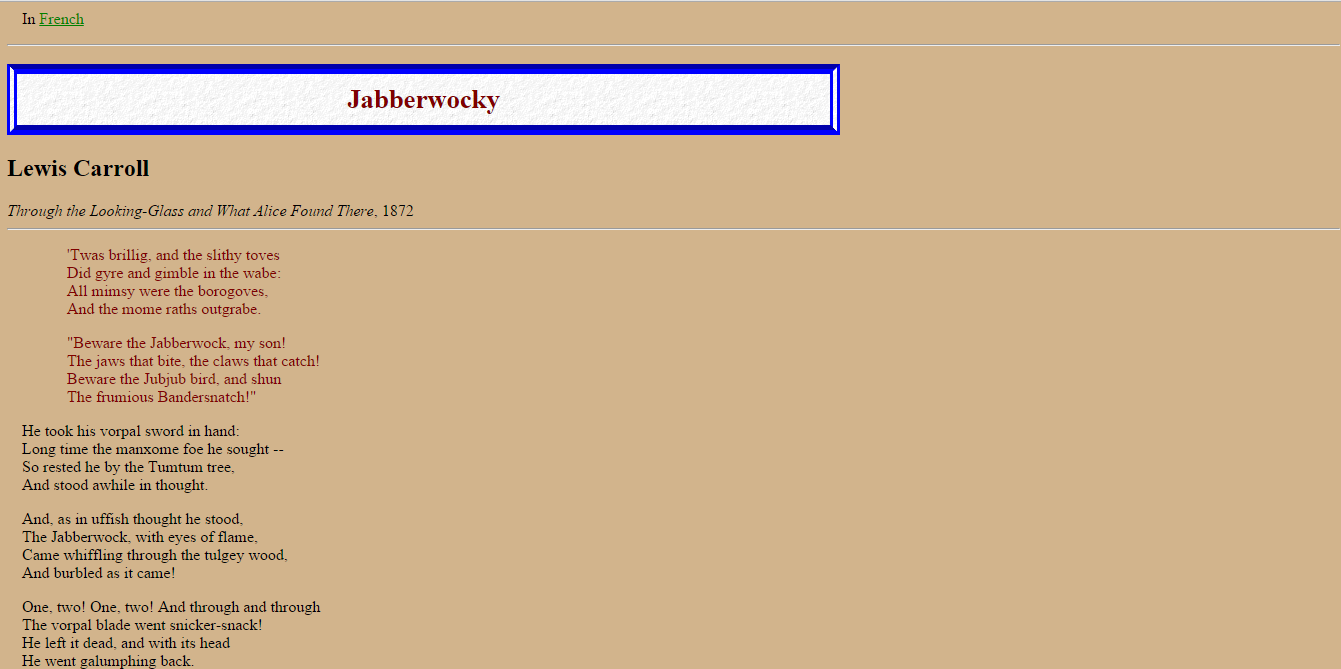 In French
Jabberwocky
Lewis Carroll
Through the Looking-Glass and What Alice Found There, 1872
'Twas brillig, and the slithy toves
Did gyre and gimble in the wabe:
All mimsy were the borogoves,
And the mome raths outgrabe.
"Beware the Jabberwock, my son!
The jaws that bite, the claws that catch!
Beware the Jubjub bird, and shun
The frumious Bandersnatch!"
He took his vorpal sword in hand:
Long time the manxome foe he sought --
So rested he by the Tumtum tree,
And stood awhile in thought.
And, as in uffish thought he stood,
The Jabberwock, with eyes of flame,
Came whiffling through the tulgey wood,
And burbled as it came!
One, two! One, two! And through and through
The vorpal blade went snicker-snack!
He left it dead, and with its head
He went galumphing back.